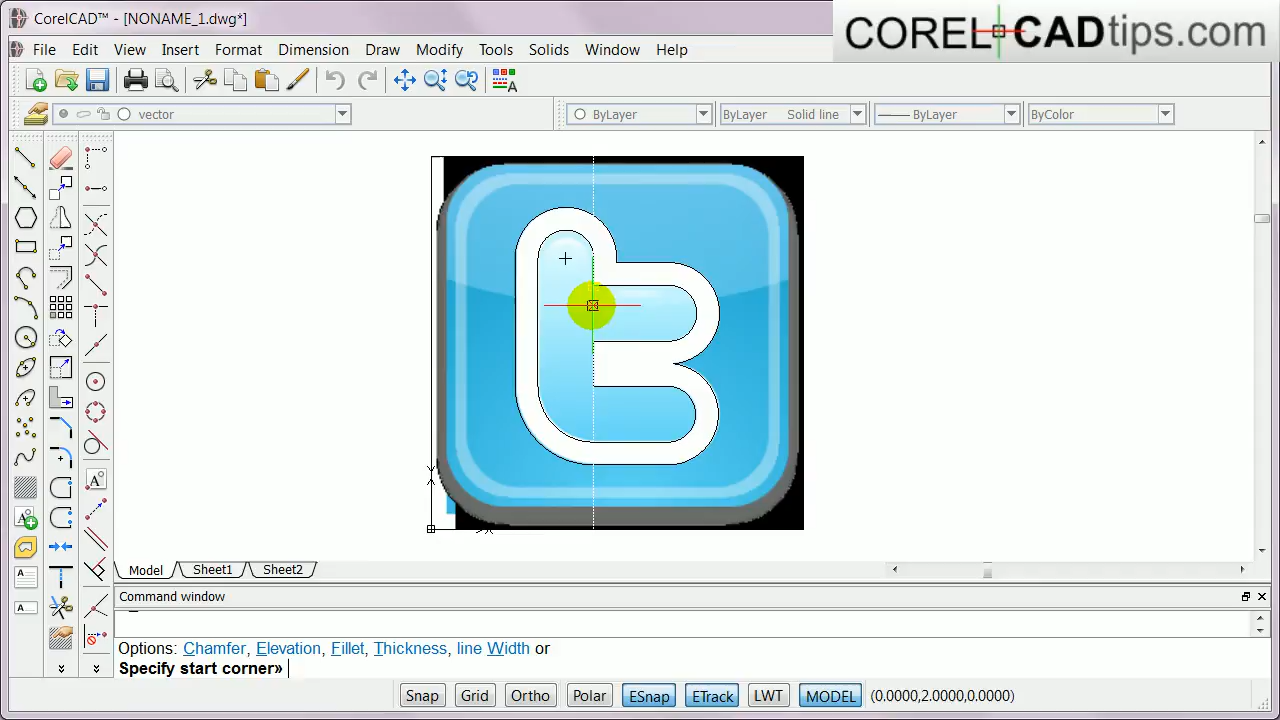 CorelCAD™ - [NONAME_1.dwg*]
COREL CADtips.com
File Edit View Insert Format Dimension Draw Modify Tools Solids Window Help
vector ByLayer ByLayer Solid line ByLayer ByColor
Model Sheet1 Sheet2
Command window
Options: Chamfer, Elevation, Fillet, Thickness, line Width or
Specify start corner»
Snap Grid Ortho Polar ESnap ETrack LWT MODEL (0.0000,2.0000,0.0000)